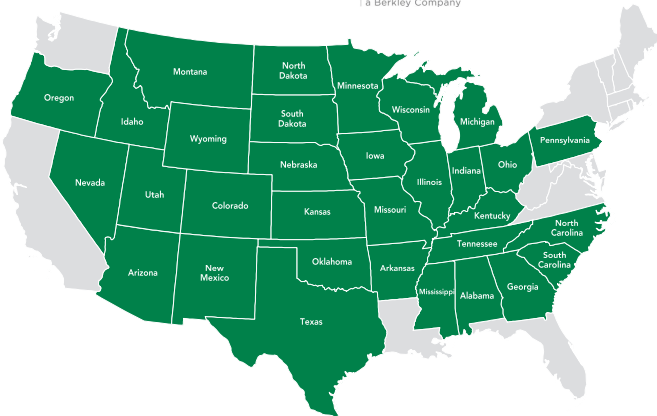 a Berkley Company
Montana
North
Dakota
Minnesota
Oregon
Idaho
South
Dakota
Wisconsin
Michigan
Wyoming
Pennsylvania
Nebraska
Iowa
Ohio
Indiana
Illinois
Nevada
Utah
Colorado
Kansas
Missouri
Kentucky
North
Carolina
Tennessee
South
Carolina
Arizona
New
Mexico
Oklahoma
Arkansas
Mississippi
Alabama
Georgia
Texas